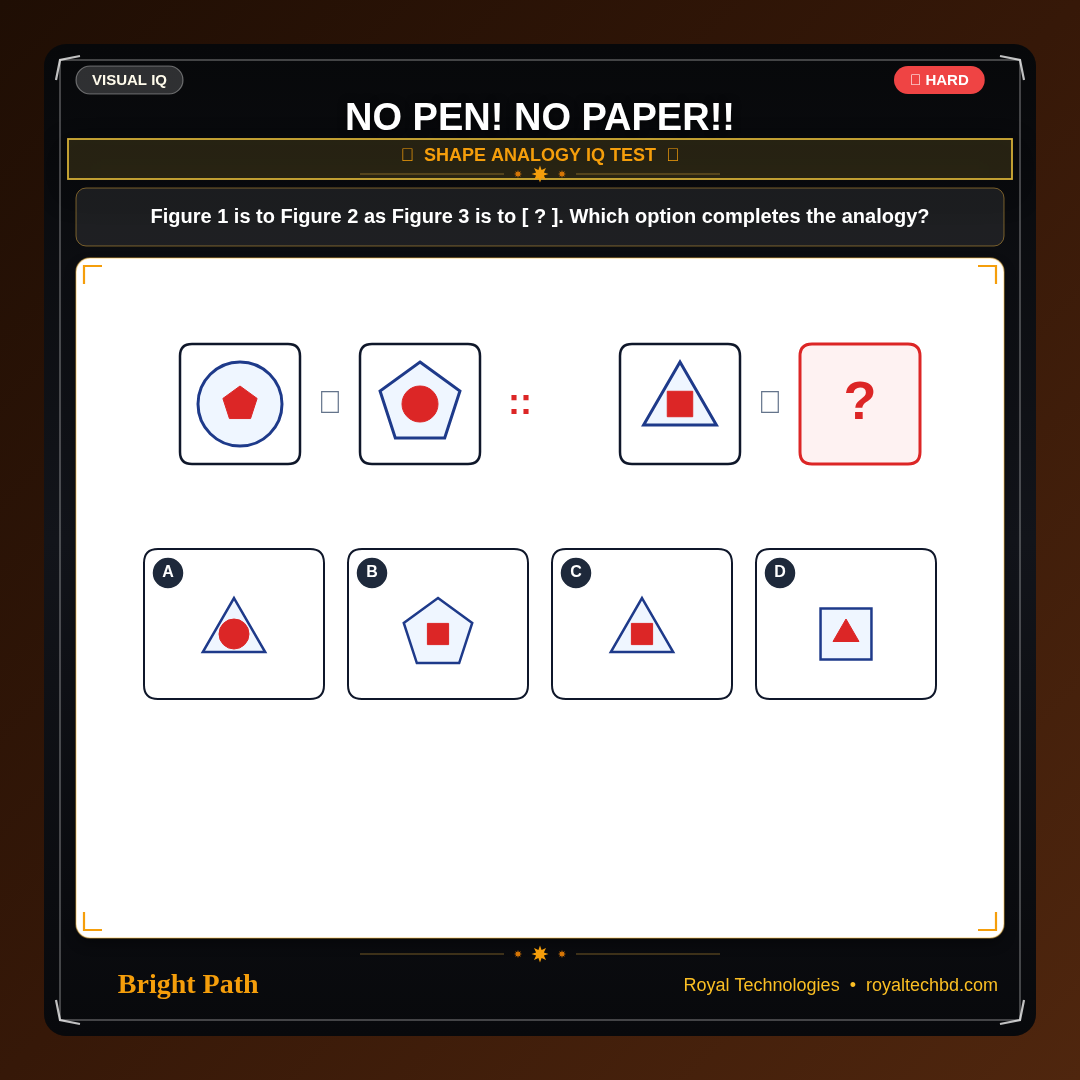 VISUAL IQ
HARD
NO PEN! NO PAPER!!
SHAPE ANALOGY IQ TEST
Figure 1 is to Figure 2 as Figure 3 is to [ ? ]. Which option completes the analogy?
:: ?
A B C D
Bright Path
Royal Technologies • royaltechbd.com